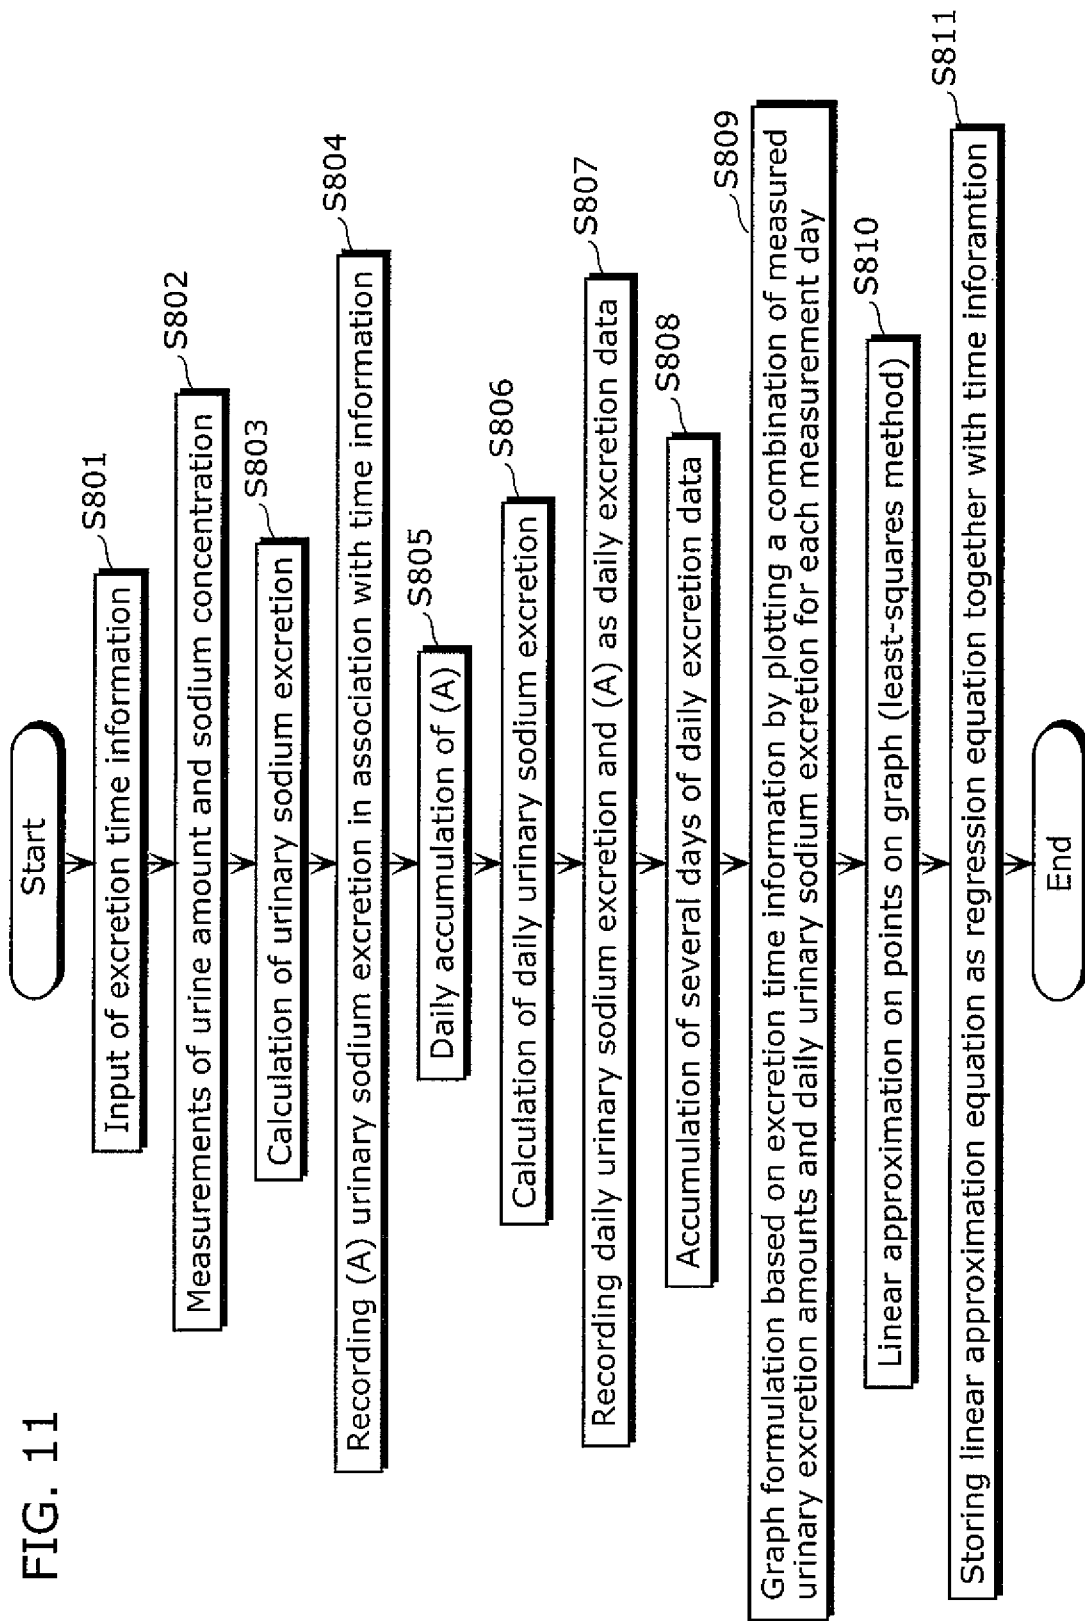 FIG. 11
Start
S801
Input of excretion time information
S802
Measurements of urine amount and sodium concentration
S803
Calculation of urinary sodium excretion
S804
Recording (A) urinary sodium excretion in association with time information
S805
Daily accumulation of (A)
S806
Calculation of daily urinary sodium excretion
S807
Recording daily urinary sodium excretion and (A) as daily excretion data
S808
Accumulation of several days of daily excretion data
S809
Graph formulation based on excretion time information by plotting a combination of measured
urinary excretion amounts and daily urinary sodium excretion for each measurement day
S810
Linear approximation on points on graph (least-squares method)
S811
Storing linear approximation equation as regression equation together with time inforamtion
End